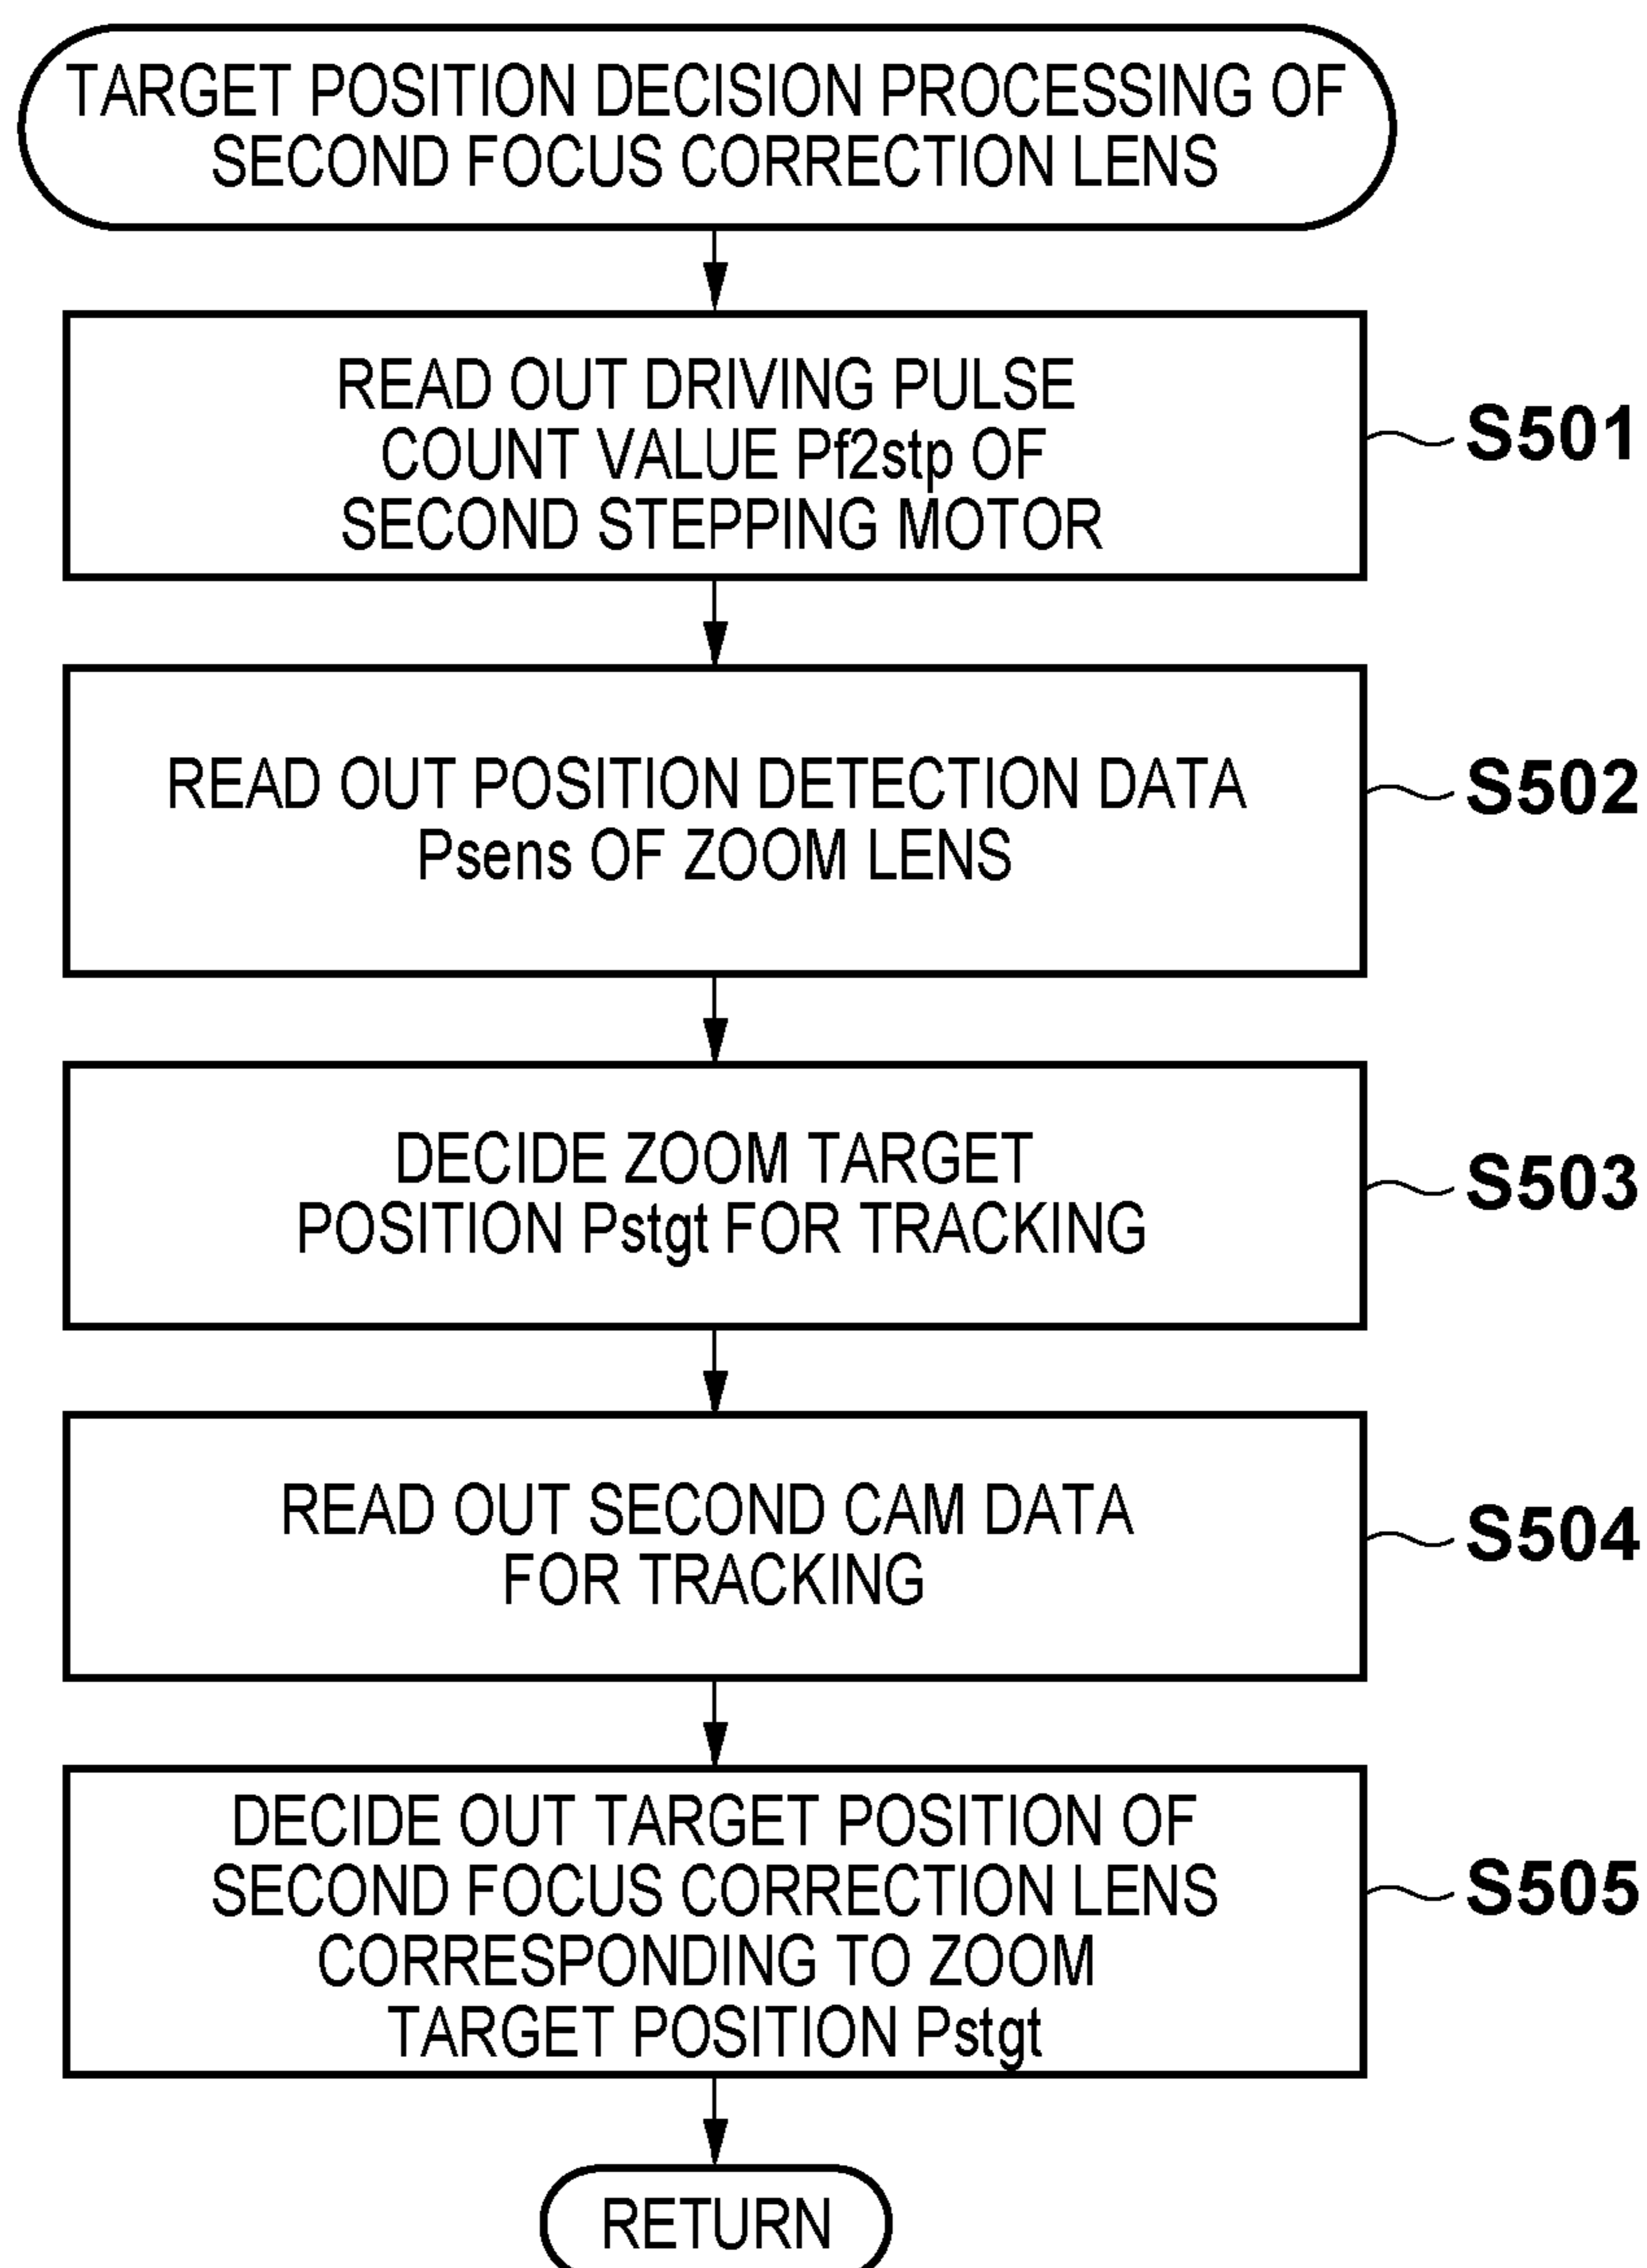 TARGET POSITION DECISION PROCESSING OF
SECOND FOCUS CORRECTION LENS
READ OUT DRIVING PULSE
COUNT VALUE Pf2stp OF
SECOND STEPPING MOTOR
S501
READ OUT POSITION DETECTION DATA
Psens OF ZOOM LENS
S502
DECIDE ZOOM TARGET
POSITION Pstgt FOR TRACKING
S503
READ OUT SECOND CAM DATA
FOR TRACKING
S504
DECIDE OUT TARGET POSITION OF
SECOND FOCUS CORRECTION LENS
CORRESPONDING TO ZOOM
TARGET POSITION Pstgt
S505
RETURN